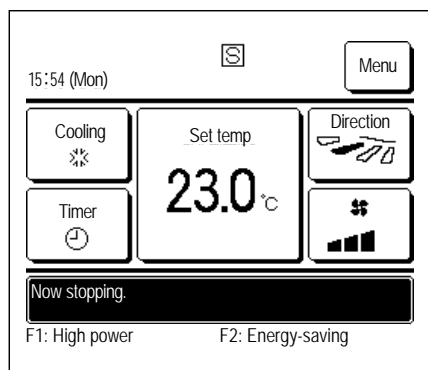 S
15:54 (Mon)
Menu
Cooling
Set temp
Direction
23.0 °C
Timer
Now stopping.
F1: High power F2: Energy-saving